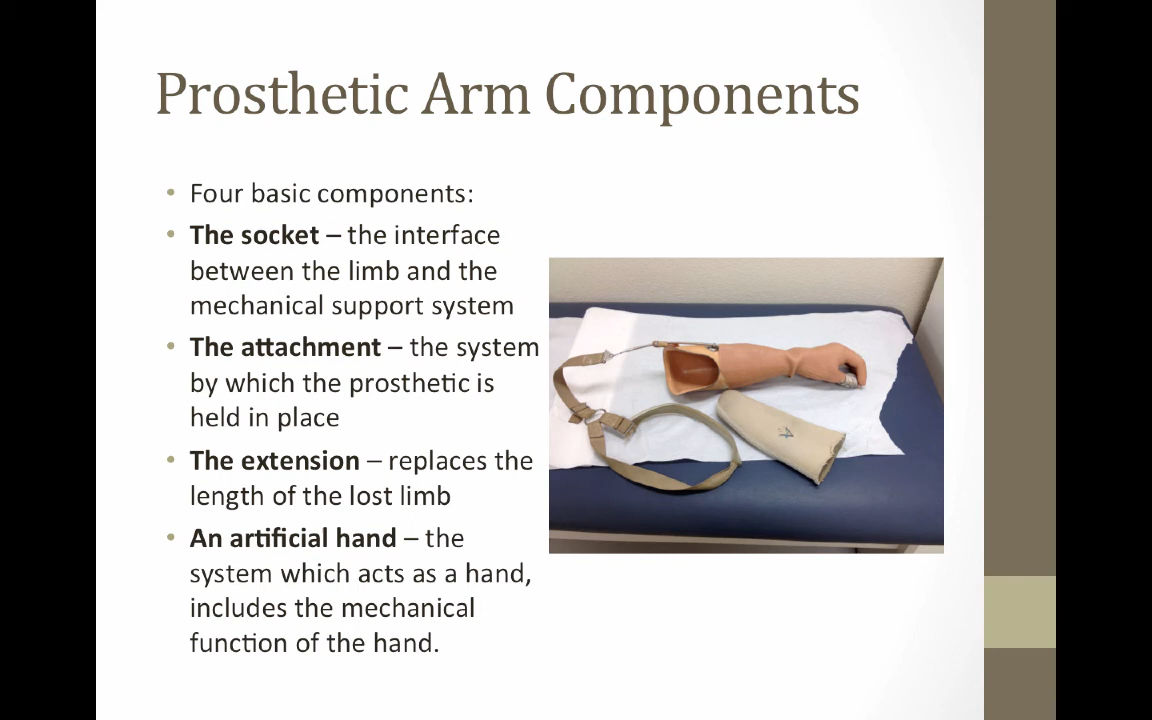 Prosthetic Arm Components
• Four basic components:
• The socket – the interface
between the limb and the
mechanical support system
• The attachment – the system
by which the prosthetic is
held in place
• The extension – replaces the
length of the lost limb
• An artificial hand – the
system which acts as a hand,
includes the mechanical
function of the hand.